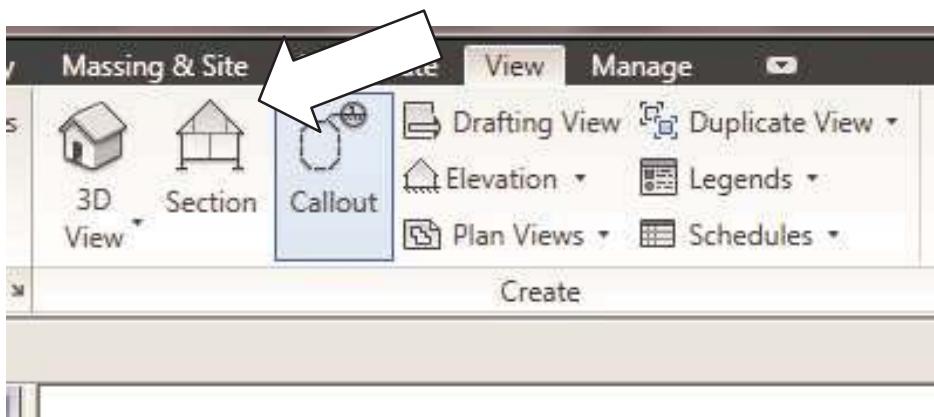 Massing & Site
View
Manage
3D
View
Section
Callout
Drafting View
Elevation
Plan Views
Duplicate View
Legends
Schedules
Create